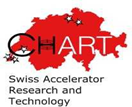 CHART
Swiss Accelerator
Research and
Technology